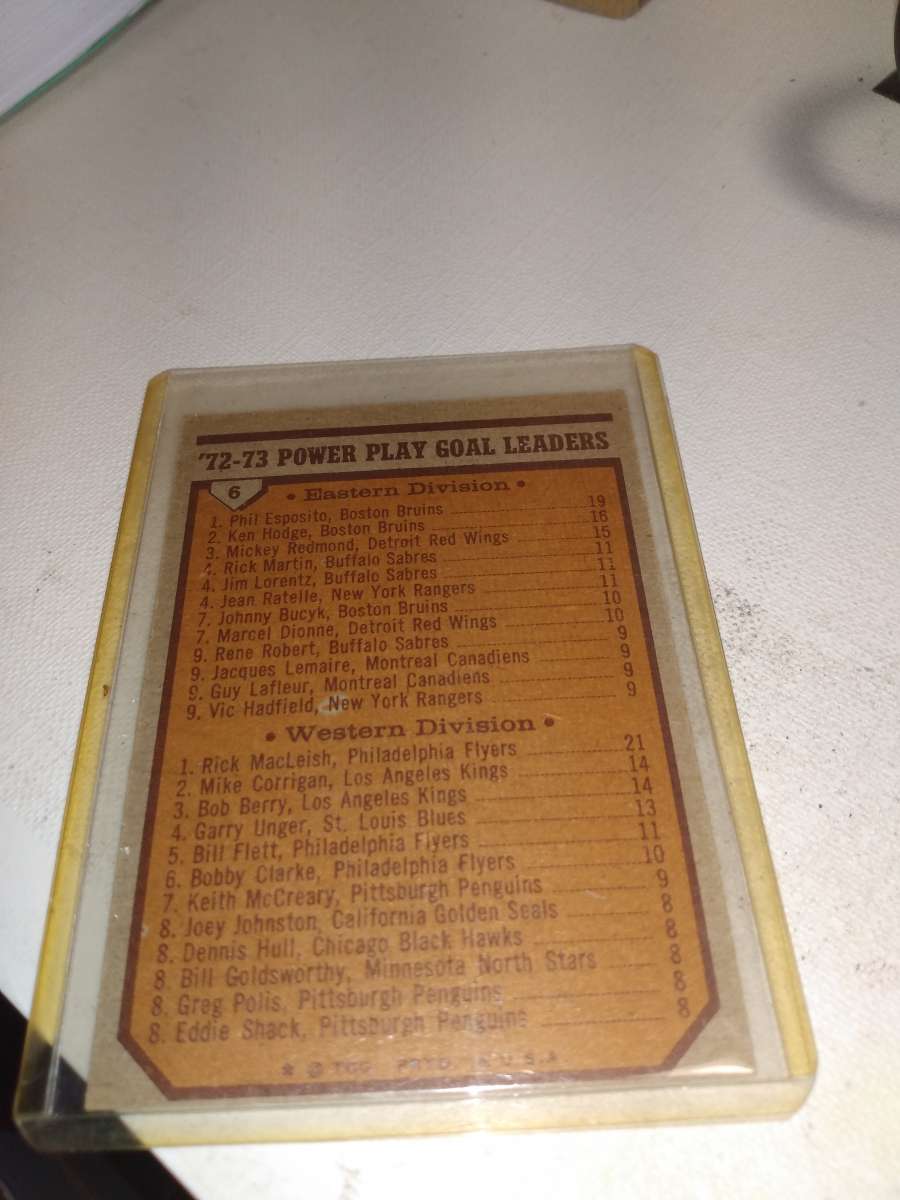 '72-73 POWER PLAY GOAL LEADERS
6
• Eastern Division •
1. Phil Esposito, Boston Bruins 19
2. Ken Hodge, Boston Bruins 16
3. Mickey Redmond, Detroit Red Wings 15
4. Rick Martin, Buffalo Sabres 11
4. Jim Lorentz, Buffalo Sabres 11
4. Jean Ratelle, New York Rangers 11
7. Johnny Bucyk, Boston Bruins 10
7. Marcel Dionne, Detroit Red Wings 10
9. Rene Robert, Buffalo Sabres 9
9. Jacques Lemaire, Montreal Canadiens 9
9. Guy Lafleur, Montreal Canadiens 9
9. Vic Hadfield, New York Rangers 9
• Western Division •
1. Rick MacLeish, Philadelphia Flyers 21
2. Mike Corrigan, Los Angeles Kings 14
3. Bob Berry, Los Angeles Kings 14
4. Garry Unger, St. Louis Blues 13
5. Bill Flett, Philadelphia Flyers 11
6. Bobby Clarke, Philadelphia Flyers 10
7. Keith McCreary, Pittsburgh Penguins 9
8. Joey Johnston, California Golden Seals 8
8. Dennis Hull, Chicago Black Hawks 8
8. Bill Goldsworthy, Minnesota North Stars 8
8. Greg Polis, Pittsburgh Penguins 8
8. Eddie Shack, Pittsburgh Penguins 8
* © TCG PRTD. IN U.S.A.